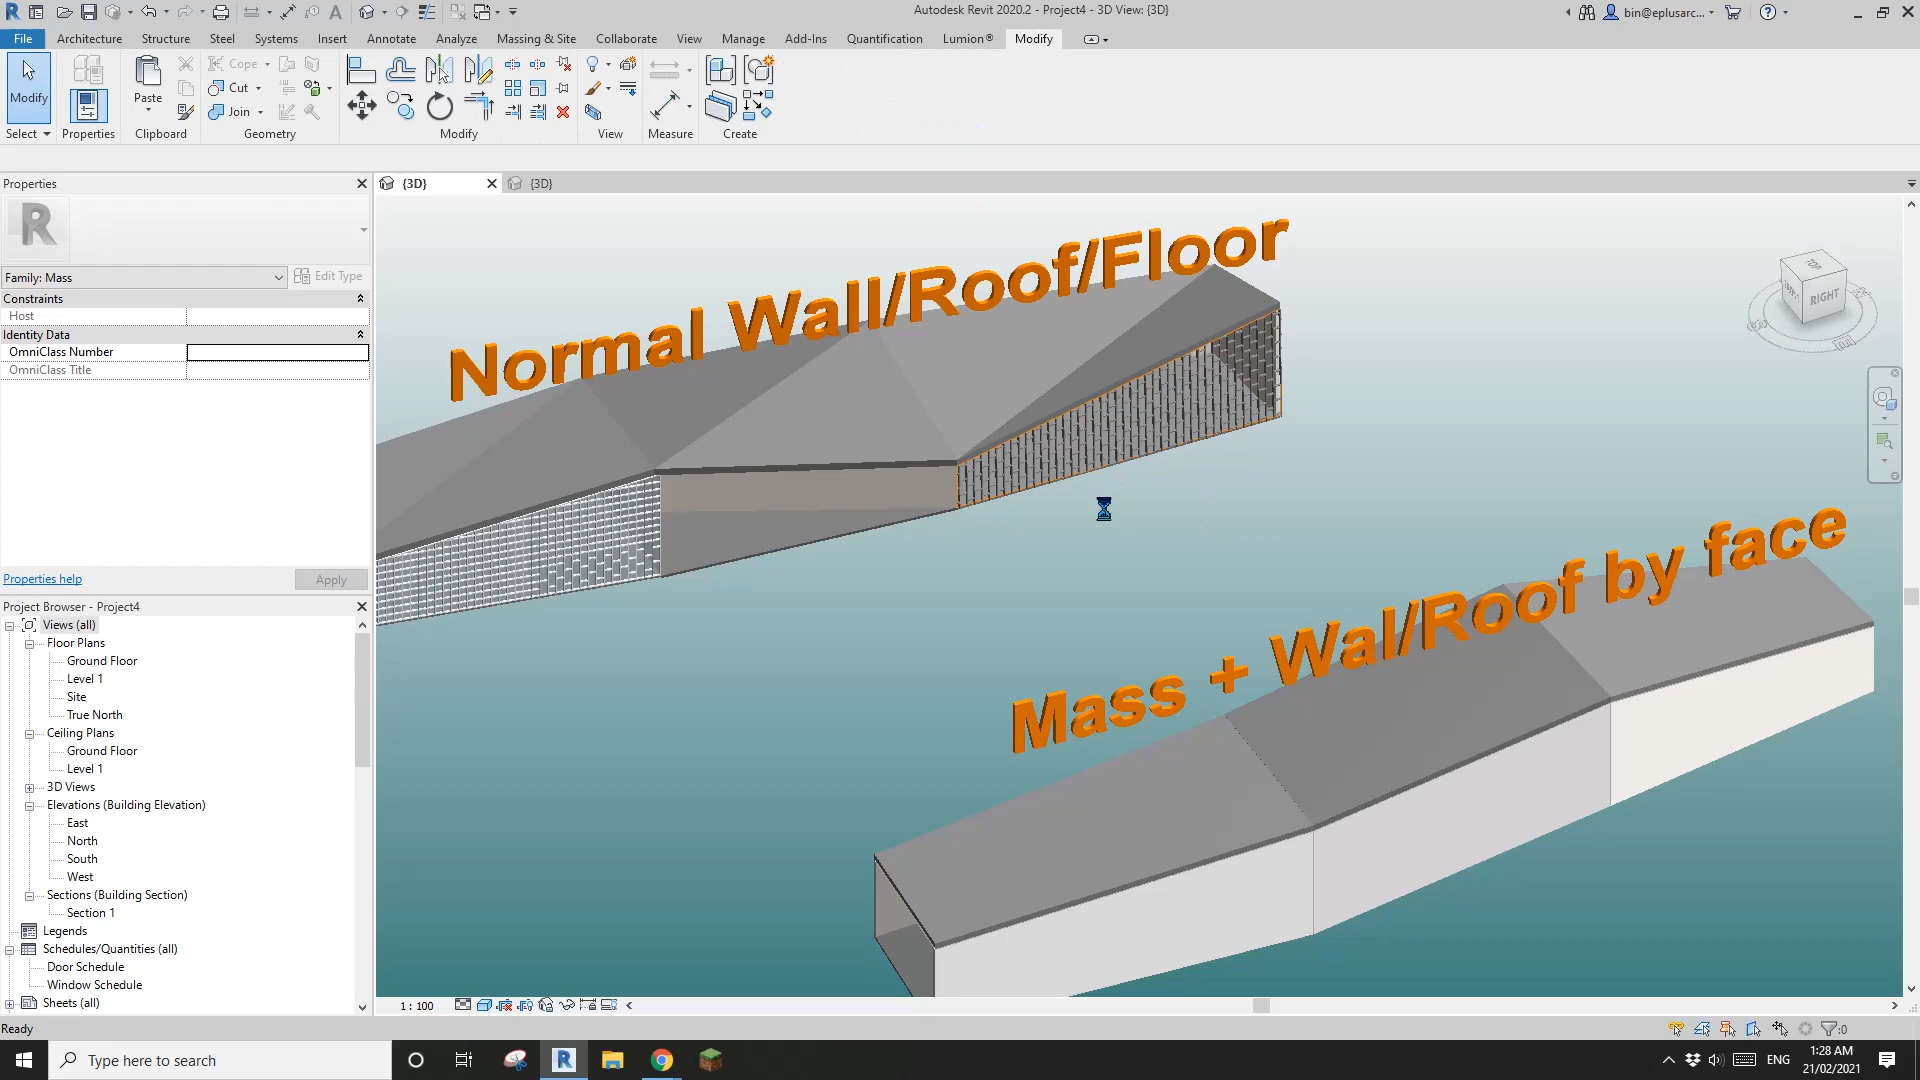 Autodesk Revit 2020.2 - Project4 - 3D View: {3D}
bin@eplusarc...
File Architecture Structure Steel Systems Insert Annotate Analyze Massing & Site Collaborate View Manage Add-Ins Quantification Lumion® Modify
Modify
Paste
Cope
Cut
Join
Select Properties Clipboard Geometry Modify View Measure Create
Properties
{3D}
{3D}
R
Family: Mass
Edit Type
Constraints
Host
Identity Data
OmniClass Number
OmniClass Title
Properties help
Apply
Project Browser - Project4
Views (all)
Floor Plans
Ground Floor
Level 1
Site
True North
Ceiling Plans
Ground Floor
Level 1
3D Views
Elevations (Building Elevation)
East
North
South
West
Sections (Building Section)
Section 1
Legends
Schedules/Quantities (all)
Door Schedule
Window Schedule
Sheets (all)
Normal Wall/Roof/Floor
Mass + Wal/Roof by face
TOP
RIGHT
1 : 100
Ready
:0
Type here to search
ENG
1:28 AM
21/02/2021